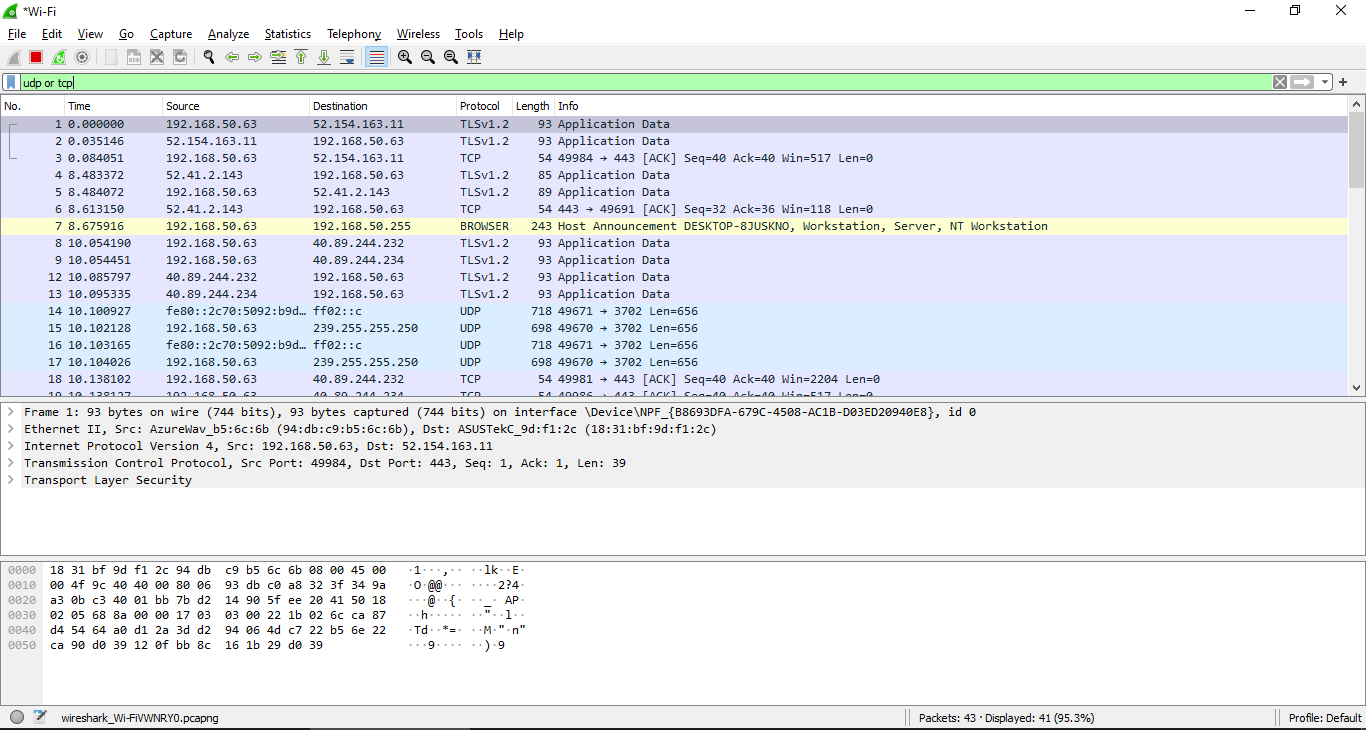 *Wi-Fi
File Edit View Go Capture Analyze Statistics Telephony Wireless Tools Help
udp or tcp
No. Time Source Destination Protocol Length Info
1 0.000000 192.168.50.63 52.154.163.11 TLSv1.2 93 Application Data
2 0.035146 52.154.163.11 192.168.50.63 TLSv1.2 93 Application Data
3 0.084051 192.168.50.63 52.154.163.11 TCP 54 49984 → 443 [ACK] Seq=40 Ack=40 Win=517 Len=0
4 8.483372 52.41.2.143 192.168.50.63 TLSv1.2 85 Application Data
5 8.484072 192.168.50.63 52.41.2.143 TLSv1.2 89 Application Data
6 8.613150 52.41.2.143 192.168.50.63 TCP 54 443 → 49691 [ACK] Seq=32 Ack=36 Win=118 Len=0
7 8.675916 192.168.50.63 192.168.50.255 BROWSER 243 Host Announcement DESKTOP-8JUSKNO, Workstation, Server, NT Workstation
8 10.054190 192.168.50.63 40.89.244.232 TLSv1.2 93 Application Data
9 10.054451 192.168.50.63 40.89.244.234 TLSv1.2 93 Application Data
12 10.085797 40.89.244.232 192.168.50.63 TLSv1.2 93 Application Data
13 10.095335 40.89.244.234 192.168.50.63 TLSv1.2 93 Application Data
14 10.100927 fe80::2c70:5092:b9d… ff02::c UDP 718 49671 → 3702 Len=656
15 10.102128 192.168.50.63 239.255.255.250 UDP 698 49670 → 3702 Len=656
16 10.103165 fe80::2c70:5092:b9d… ff02::c UDP 718 49671 → 3702 Len=656
17 10.104026 192.168.50.63 239.255.255.250 UDP 698 49670 → 3702 Len=656
18 10.138102 192.168.50.63 40.89.244.232 TCP 54 49981 → 443 [ACK] Seq=40 Ack=40 Win=2204 Len=0
Frame 1: 93 bytes on wire (744 bits), 93 bytes captured (744 bits) on interface \Device\NPF_{B8693DFA-679C-4508-AC1B-D03ED20940E8}, id 0
Ethernet II, Src: AzureWav_b5:6c:6b (94:db:c9:b5:6c:6b), Dst: ASUSTekC_9d:f1:2c (18:31:bf:9d:f1:2c)
Internet Protocol Version 4, Src: 192.168.50.63, Dst: 52.154.163.11
Transmission Control Protocol, Src Port: 49984, Dst Port: 443, Seq: 1, Ack: 1, Len: 39
Transport Layer Security
0000 18 31 bf 9d f1 2c 94 db c9 b5 6c 6b 08 00 45 00 ·1···,·· ··lk··E·
0010 00 4f 9c 40 40 00 80 06 93 db c0 a8 32 3f 34 9a ·O·@@··· ····2?4·
0020 a3 0b c3 40 01 bb 7b d2 14 90 5f ee 20 41 50 18 ···@··{· ··_· AP·
0030 02 05 68 8a 00 00 17 03 03 00 22 1b 02 6c ca 87 ··h····· ··"··l··
0040 d4 54 64 a0 d1 2a 3d d2 94 06 4d c7 22 b5 6e 22 ·Td··*=· ··M·"·n"
0050 ca 90 d0 39 12 0f bb 8c 16 1b 29 d0 39 ···9···· ··)·9
wireshark_Wi-FiVWNRY0.pcapng Packets: 43 · Displayed: 41 (95.3%) Profile: Default